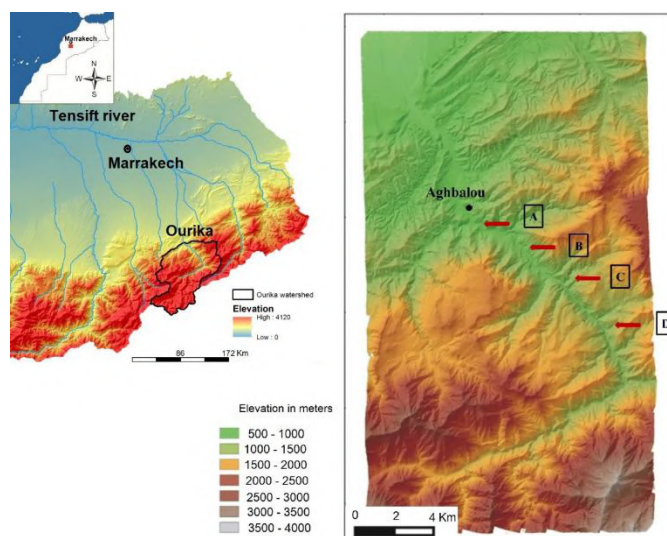 Marrakech
N
W
E
S
Tensift river
Marrakech
Ourika
Ourika watershed
Elevation
High : 4120
Low : 0
86
172 Km
Elevation in meters
500 - 1000
1000 - 1500
1500 - 2000
2000 - 2500
2500 - 3000
3000 - 3500
3500 - 4000
Aghbalou
A
B
C
D
0
2
4 Km